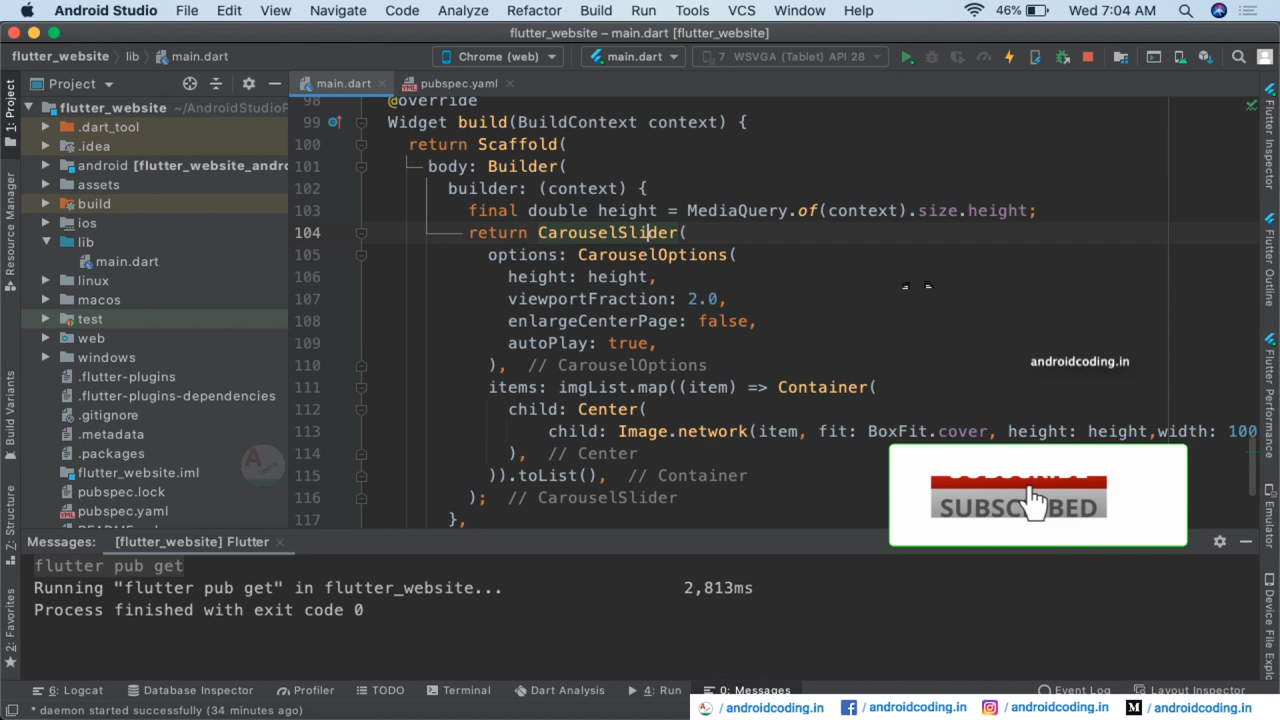 Android Studio File Edit View Navigate Code Analyze Refactor Build Run Tools VCS Window Help 46% Wed 7:04 AM
flutter_website – main.dart [flutter_website]
flutter_website lib main.dart Chrome (web) main.dart 7 WSVGA (Tablet) API 28
Project main.dart pubspec.yaml
1: Project
Resource Manager
Build Variants
Z: Structure
2: Favorites
flutter_website ~/AndroidStudioP
.dart_tool
.idea
android [flutter_website_andro
assets
build
ios
lib
main.dart
linux
macos
test
web
windows
.flutter-plugins
.flutter-plugins-dependencies
.gitignore
.metadata
.packages
flutter_website.iml
pubspec.lock
pubspec.yaml
98 @override
99 Widget build(BuildContext context) {
100 return Scaffold(
101 body: Builder(
102 builder: (context) {
103 final double height = MediaQuery.of(context).size.height;
104 return CarouselSlider(
105 options: CarouselOptions(
106 height: height,
107 viewportFraction: 2.0,
108 enlargeCenterPage: false,
109 autoPlay: true,
110 ), // CarouselOptions
111 items: imgList.map((item) => Container(
112 child: Center(
113 child: Image.network(item, fit: BoxFit.cover, height: height,width: 100
114 ), // Center
115 )).toList(), // Container
116 ); // CarouselSlider
117 },
androidcoding.in
SUBSCRIBE
SUBSCRIBED
Flutter Inspector
Flutter Outline
Flutter Performance
Emulator
Device File Explo
Messages: [flutter_website] Flutter
flutter pub get
Running "flutter pub get" in flutter_website... 2,813ms
Process finished with exit code 0
6: Logcat Database Inspector Profiler TODO Terminal Dart Analysis 4: Run 0: Messages Event Log Layout Inspector
* daemon started successfully (34 minutes ago)
/androidcoding.in /androidcoding.in /androidcoding.in /androidcoding.in